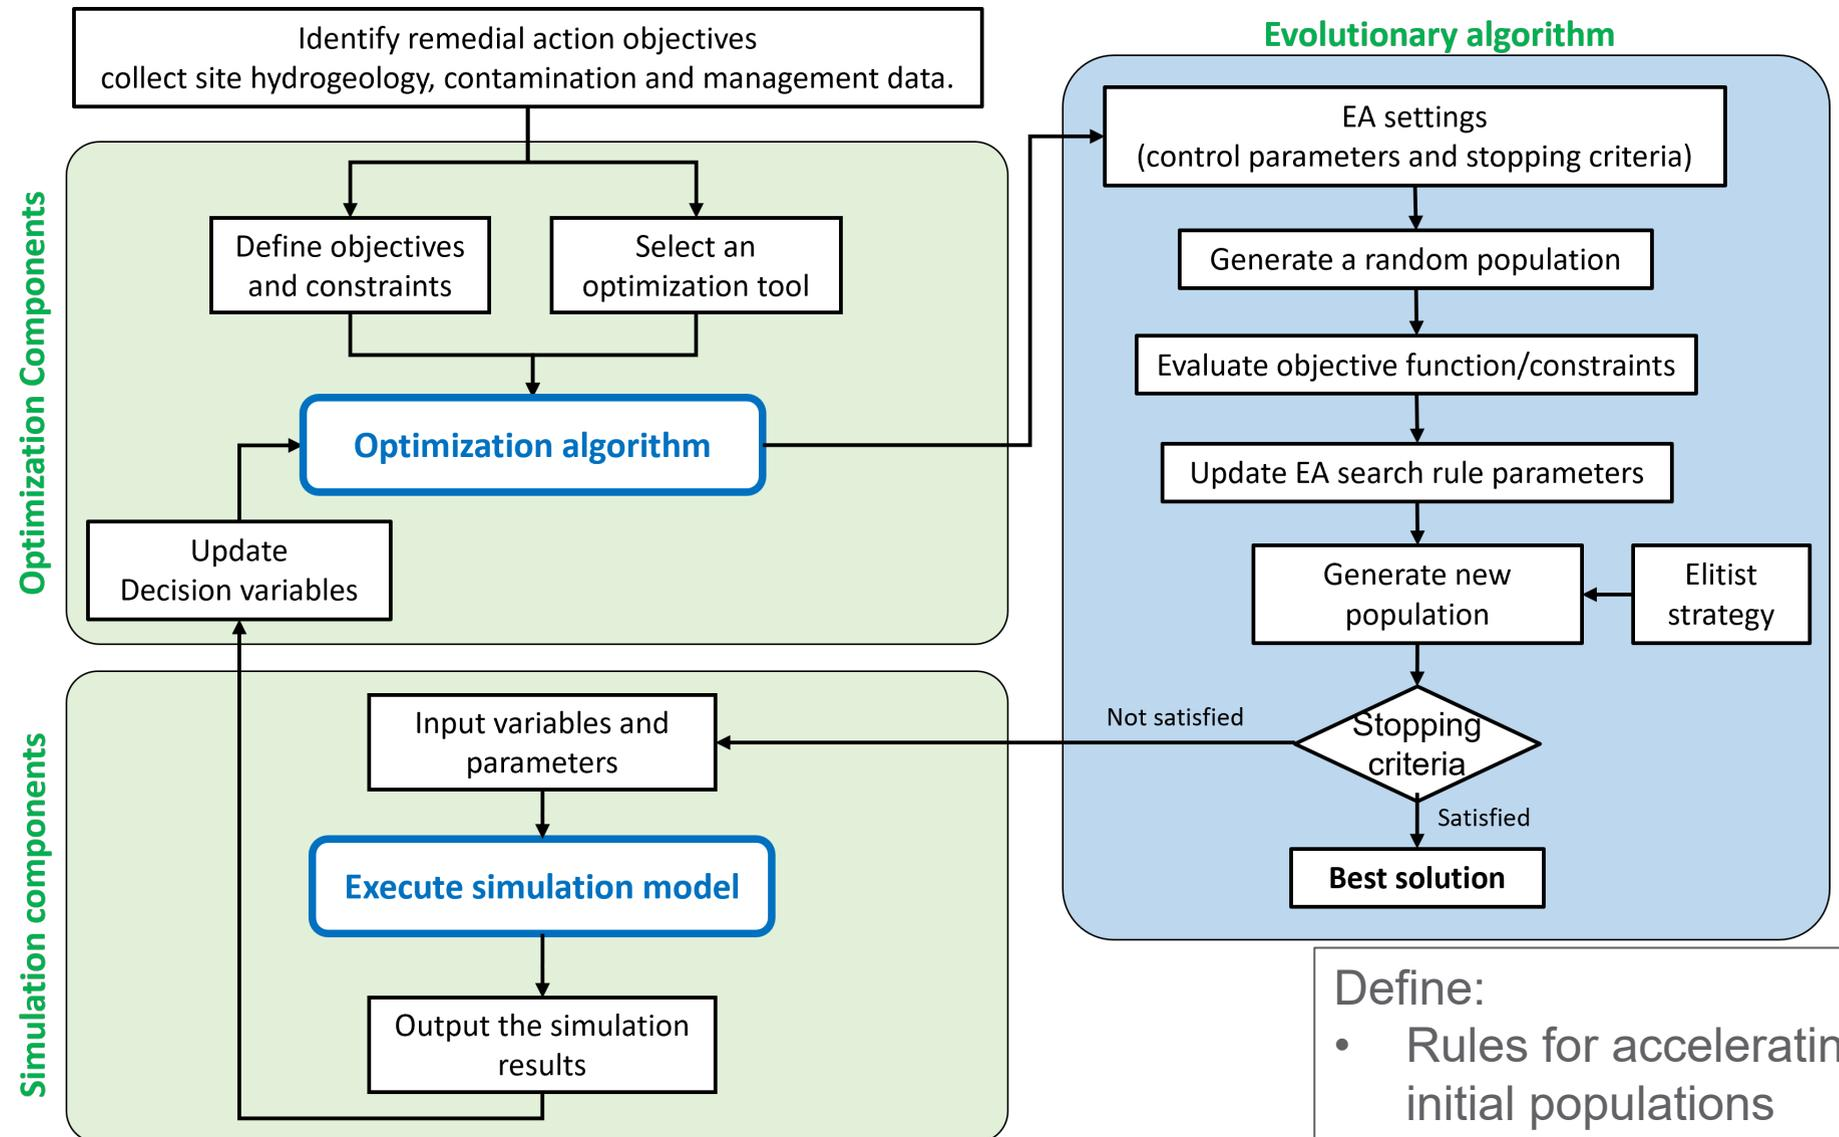 Identify remedial action objectives
collect site hydrogeology, contamination and management data.
Optimization Components
Define objectives
and constraints
Select an
optimization tool
Optimization algorithm
Update
Decision variables
Simulation components
Input variables and
parameters
Execute simulation model
Output the simulation
results
Evolutionary algorithm
EA settings
(control parameters and stopping criteria)
Generate a random population
Evaluate objective function/constraints
Update EA search rule parameters
Generate new
population
Elitist
strategy
Stopping
criteria
Not satisfied
Satisfied
Best solution
Define:
• Rules for
initial populations